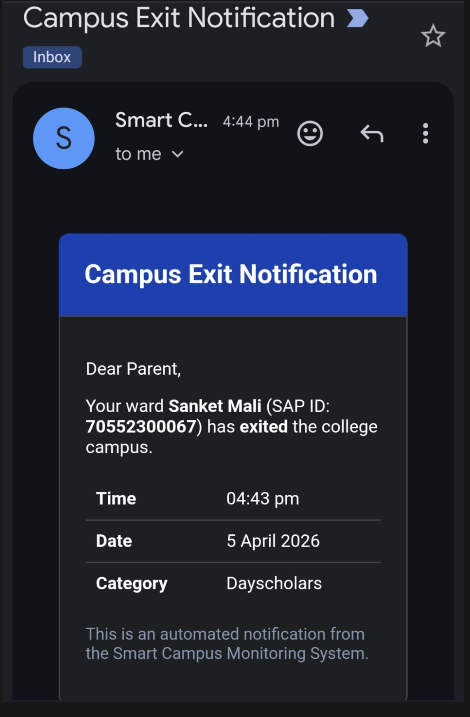 Campus Exit Notification
Inbox
S
Smart C... 4:44 pm
to me
Campus Exit Notification
Dear Parent,
Your ward Sanket Mali (SAP ID:
70552300067) has exited the college
campus.
Time 04:43 pm
Date 5 April 2026
Category Dayscholars
This is an automated notification from
the Smart Campus Monitoring System.